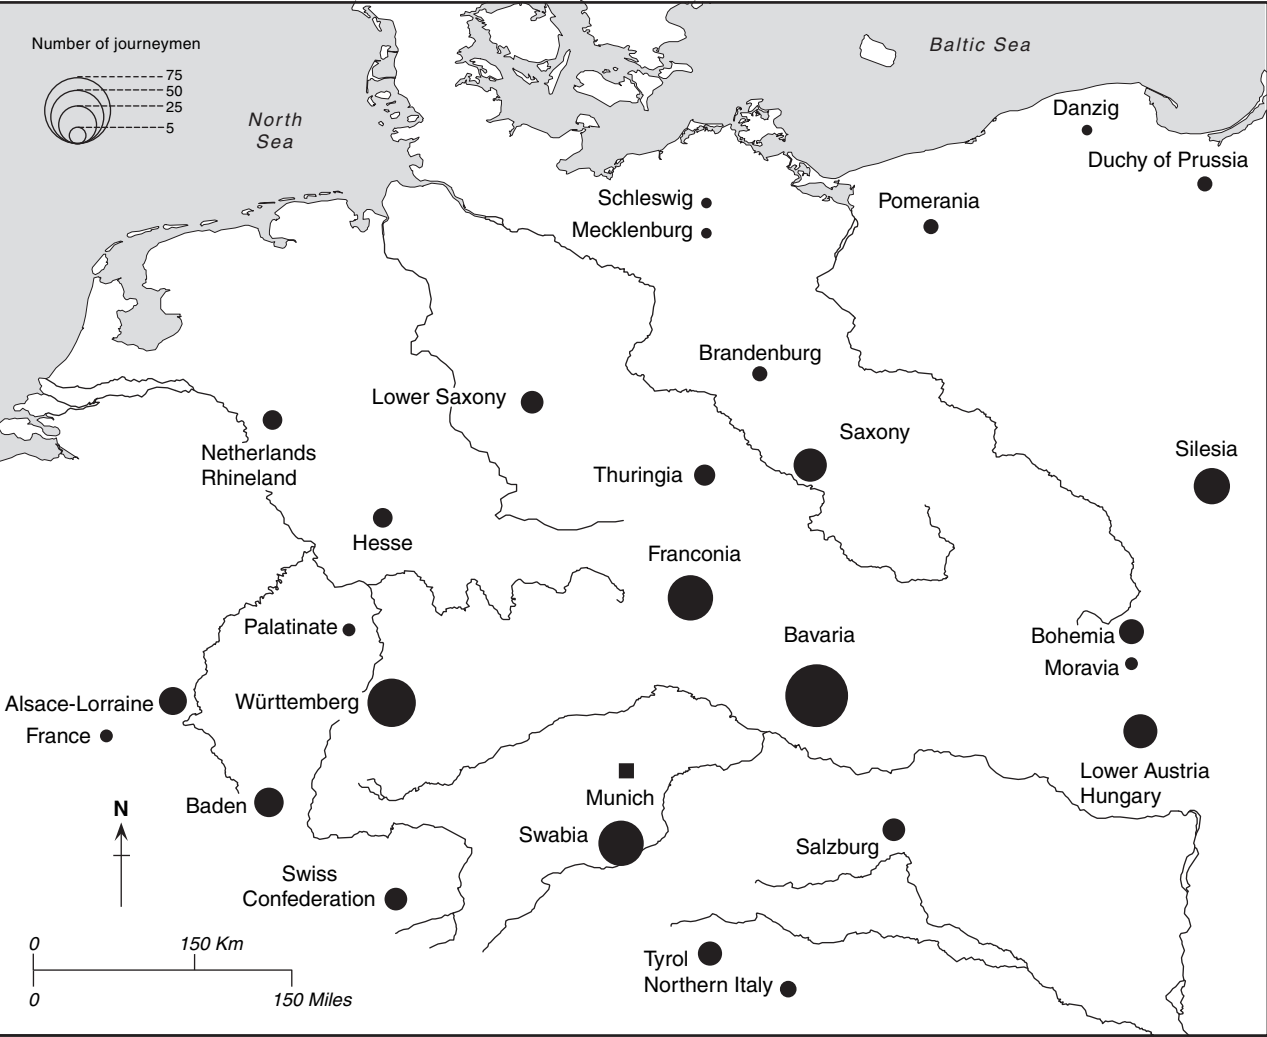 Number of journeymen
75
50
25
5
North
Sea
Baltic Sea
Danzig
Duchy of Prussia
Schleswig
Mecklenburg
Pomerania
Brandenburg
Lower Saxony
Saxony
Netherlands
Rhineland
Thuringia
Silesia
Hesse
Franconia
Palatinate
Bavaria
Bohemia
Moravia
Alsace-Lorraine
Württemberg
France
Lower Austria
Hungary
Munich
Baden
N
Swabia
Salzburg
Swiss
Confederation
0
150 Km
Tyrol
Northern Italy
0
150 Miles